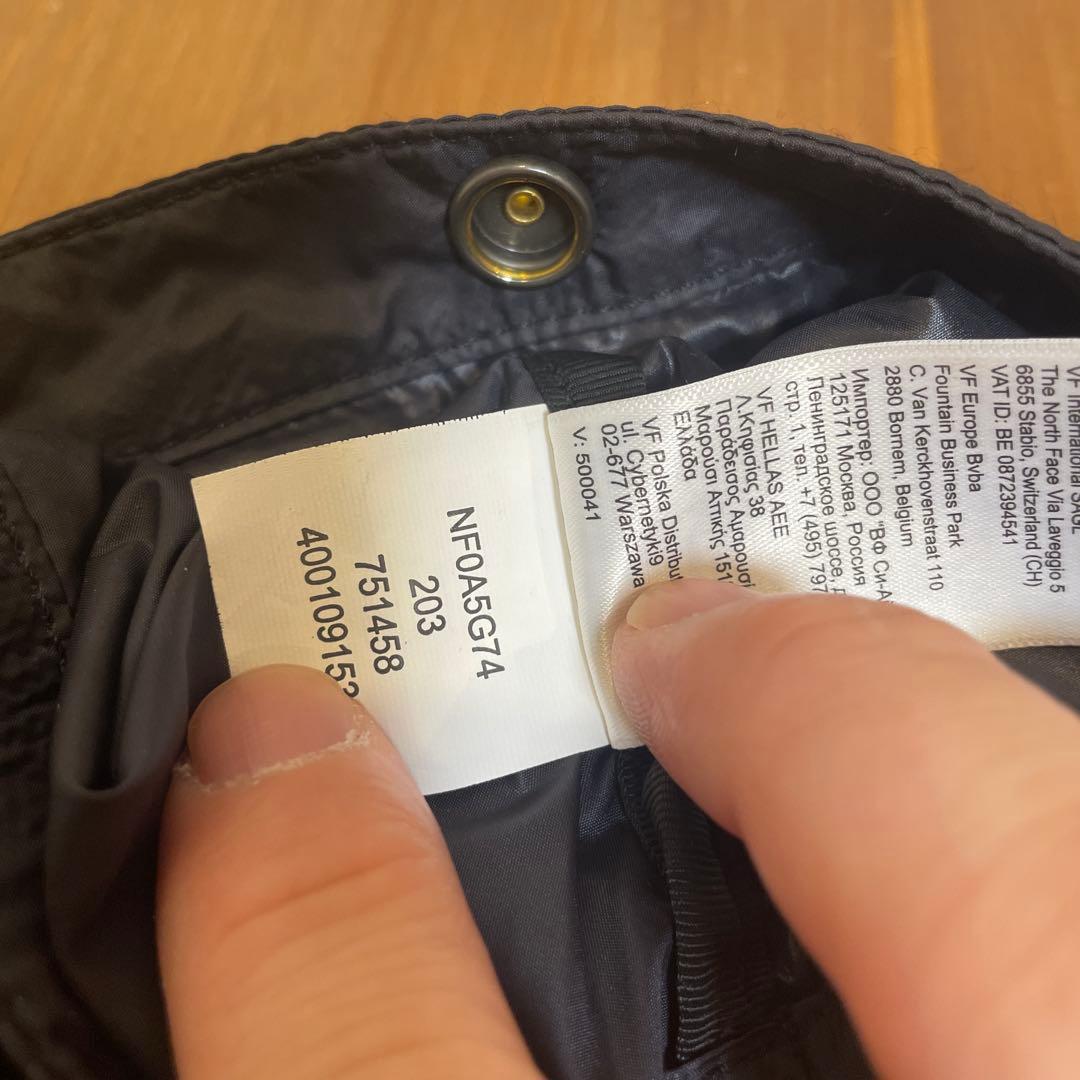 NF0A5G74
203
751458
400109152
VF International SAGL
The North Face Via Laveggio 5
6855 Stabio, Switzerland (CH)
VAT ID: BE 0872394541
VF Europe Bvba
Fountain Business Park
C. Van Kerckhovenstraat 110
2880 Bornem, Belgium
Импортер. ООО "ВФ Си-А
125171 Москва, Россия
Ленинградское шоссе, Д
стр. 1, тел. +7 (495) 797
VF HELLAS AEE
Λ.Κηφισίας 38
Παράδεισος Αμαρουσί
Μαρούσι Αττικής 151
Ελλάδα
VF Polska Distribu
ul. Cybernetyki9
02-677 Warszawa
V: 500041